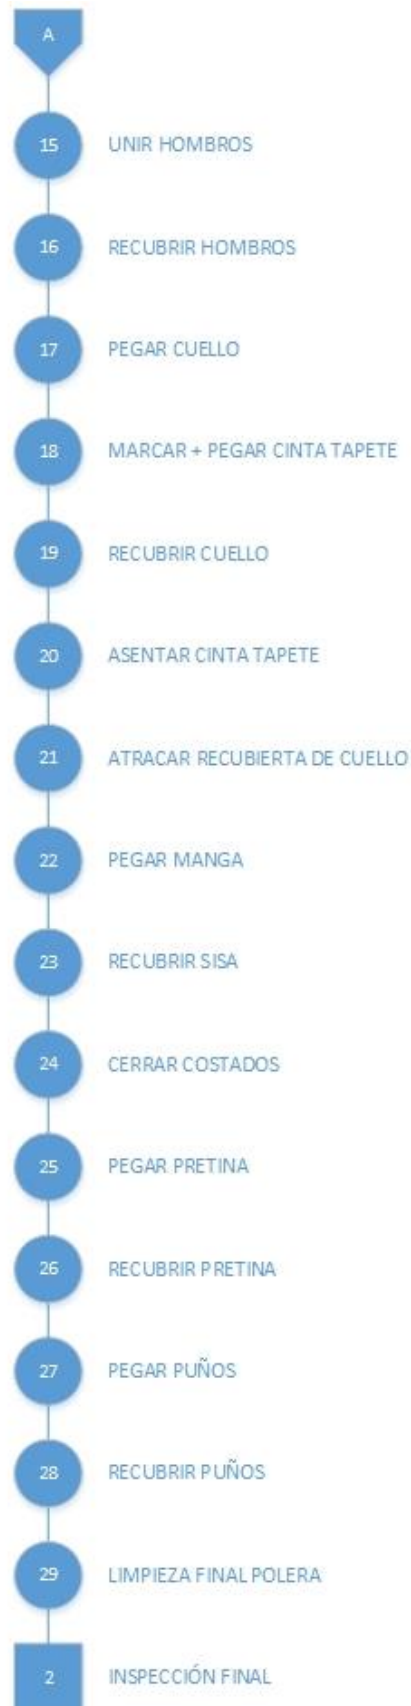 A
15 UNIR HOMBROS
16 RECUBRIR HOMBROS
17 PEGAR CUELLO
18 MARCAR + PEGAR CINTA TAPETE
19 RECUBRIR CUELLO
20 ASENTAR CINTA TAPETE
21 ATRACAR RECUBIERTA DE CUELLO
22 PEGAR MANGA
23 RECUBRIR SISA
24 CERRAR COSTADOS
25 PEGAR PRETINA
26 RECUBRIR PRETINA
27 PEGAR PUÑOS
28 RECUBRIR PUÑOS
29 LIMPIEZA FINAL POLERA
2 INSPECCIÓN FINAL